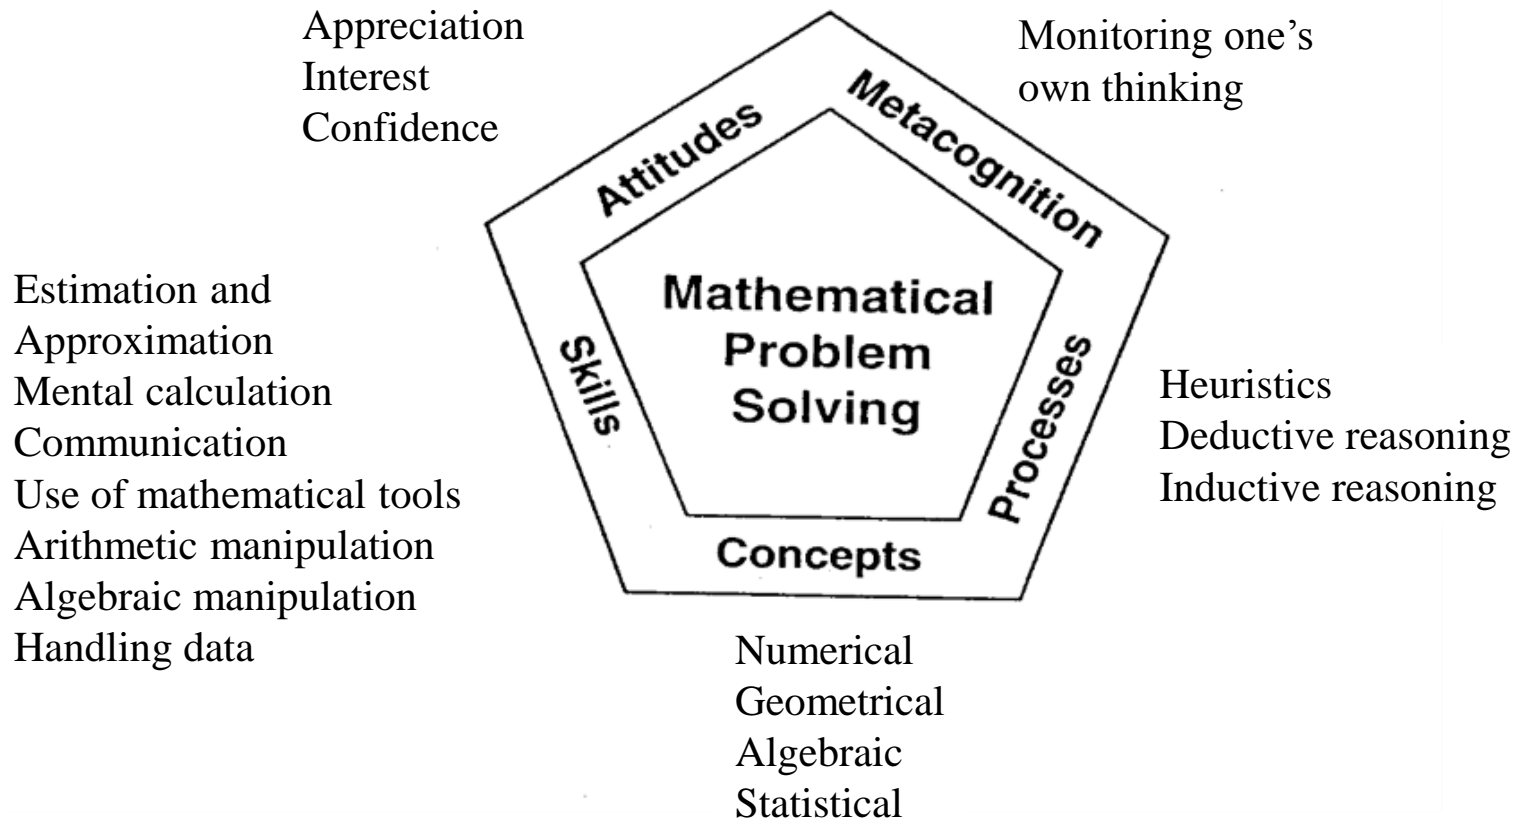 Appreciation
Interest
Confidence
Monitoring one’s
own thinking
Attitudes
Metacognition
Mathematical
Problem
Solving
Skills
Processes
Concepts
Estimation and
Approximation
Mental calculation
Communication
Use of mathematical tools
Arithmetic manipulation
Algebraic manipulation
Handling data
Heuristics
Deductive reasoning
Inductive reasoning
Numerical
Geometrical
Algebraic
Statistical